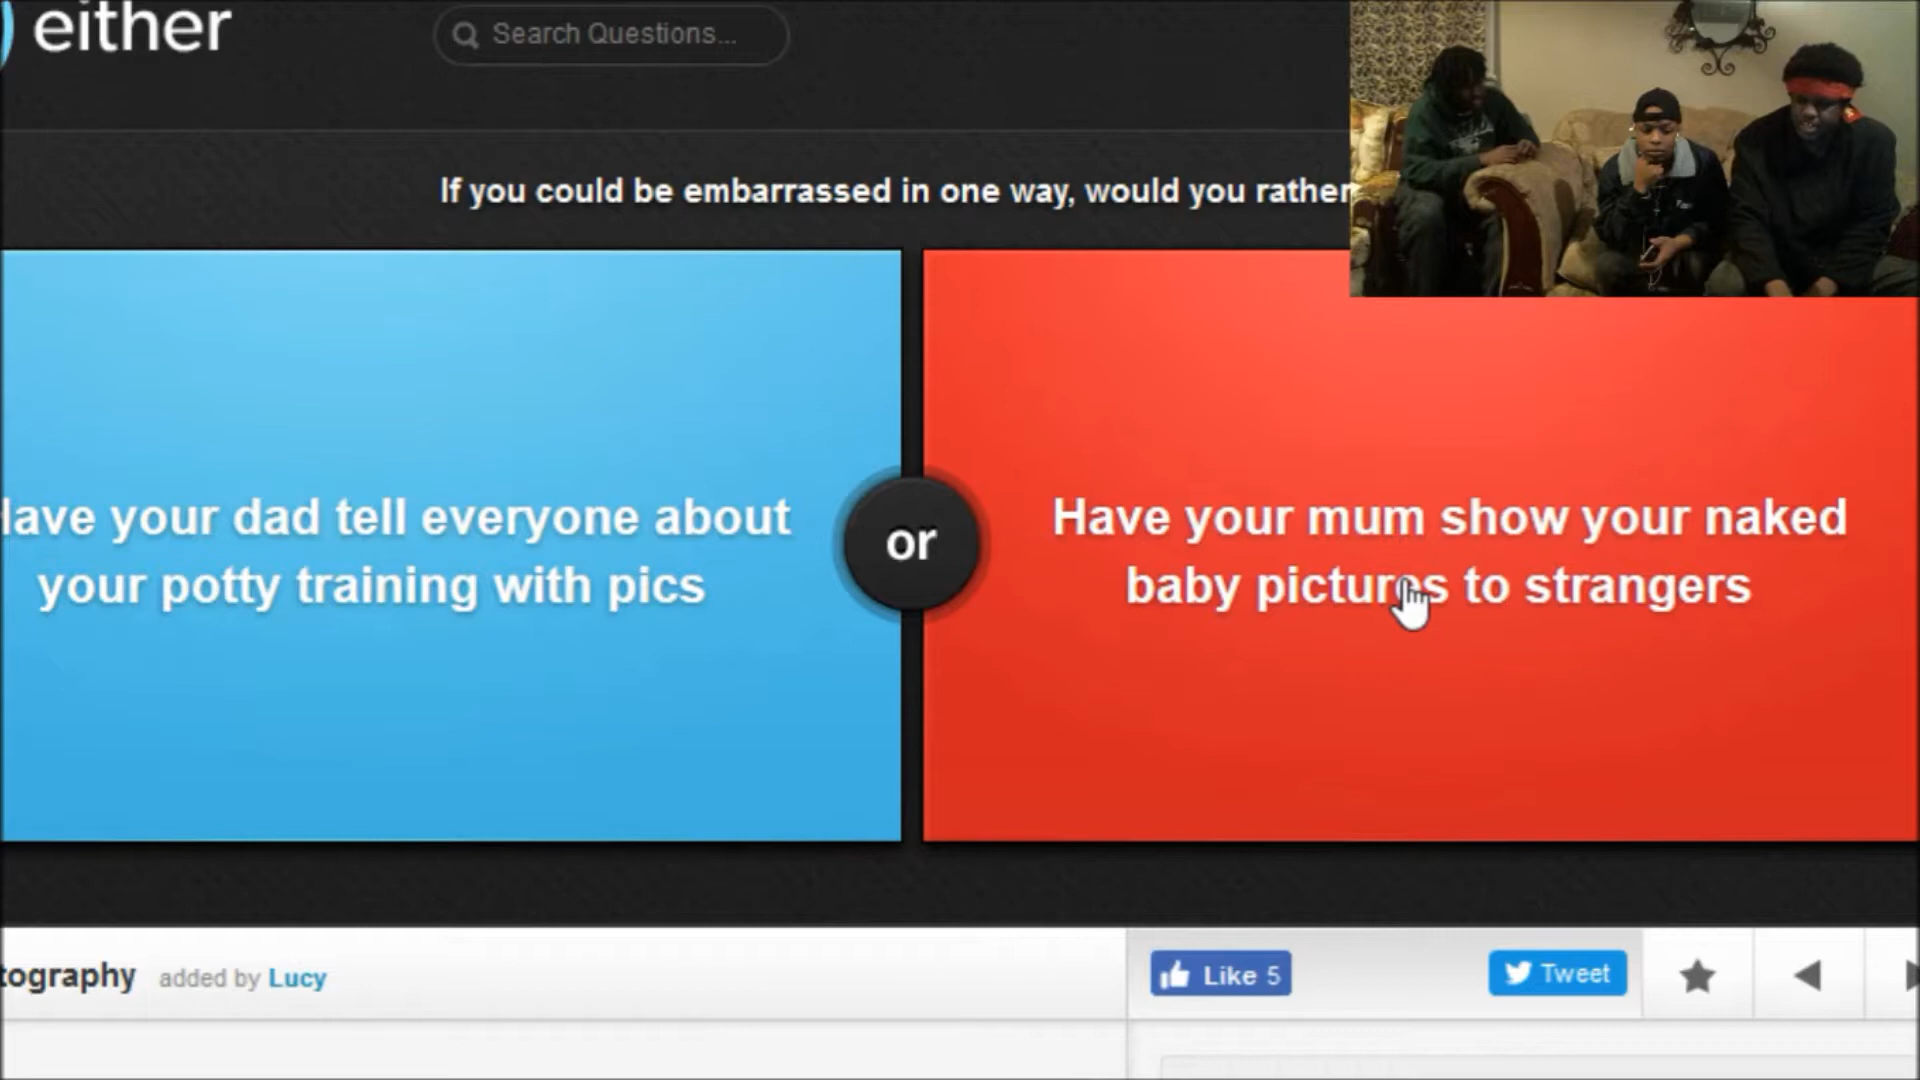 either
Search Questions...
If you could be embarrassed in one way, would you rather
your dad tell everyone about
your potty training with pics
or
Have your mum show your naked
baby pictures to strangers
tography added by Lucy
Like 5
Tweet